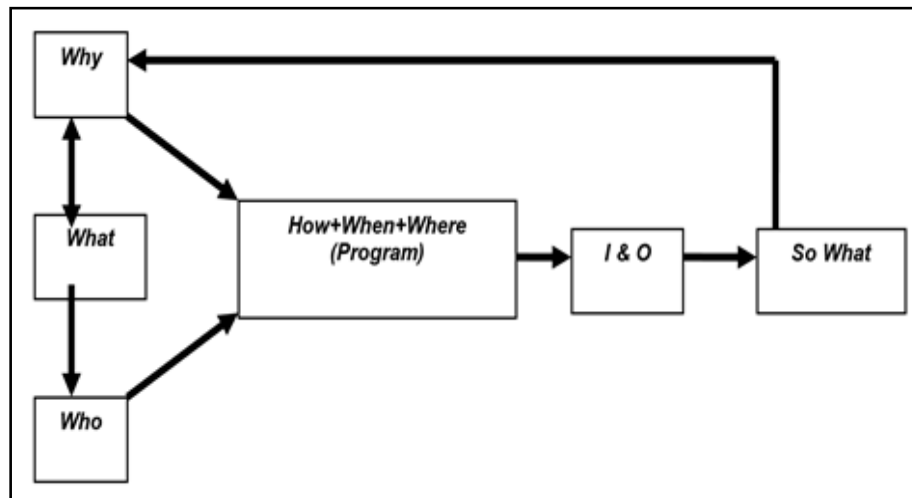 Why
What
How+When+Where
(Program)
I & O
So What
Who